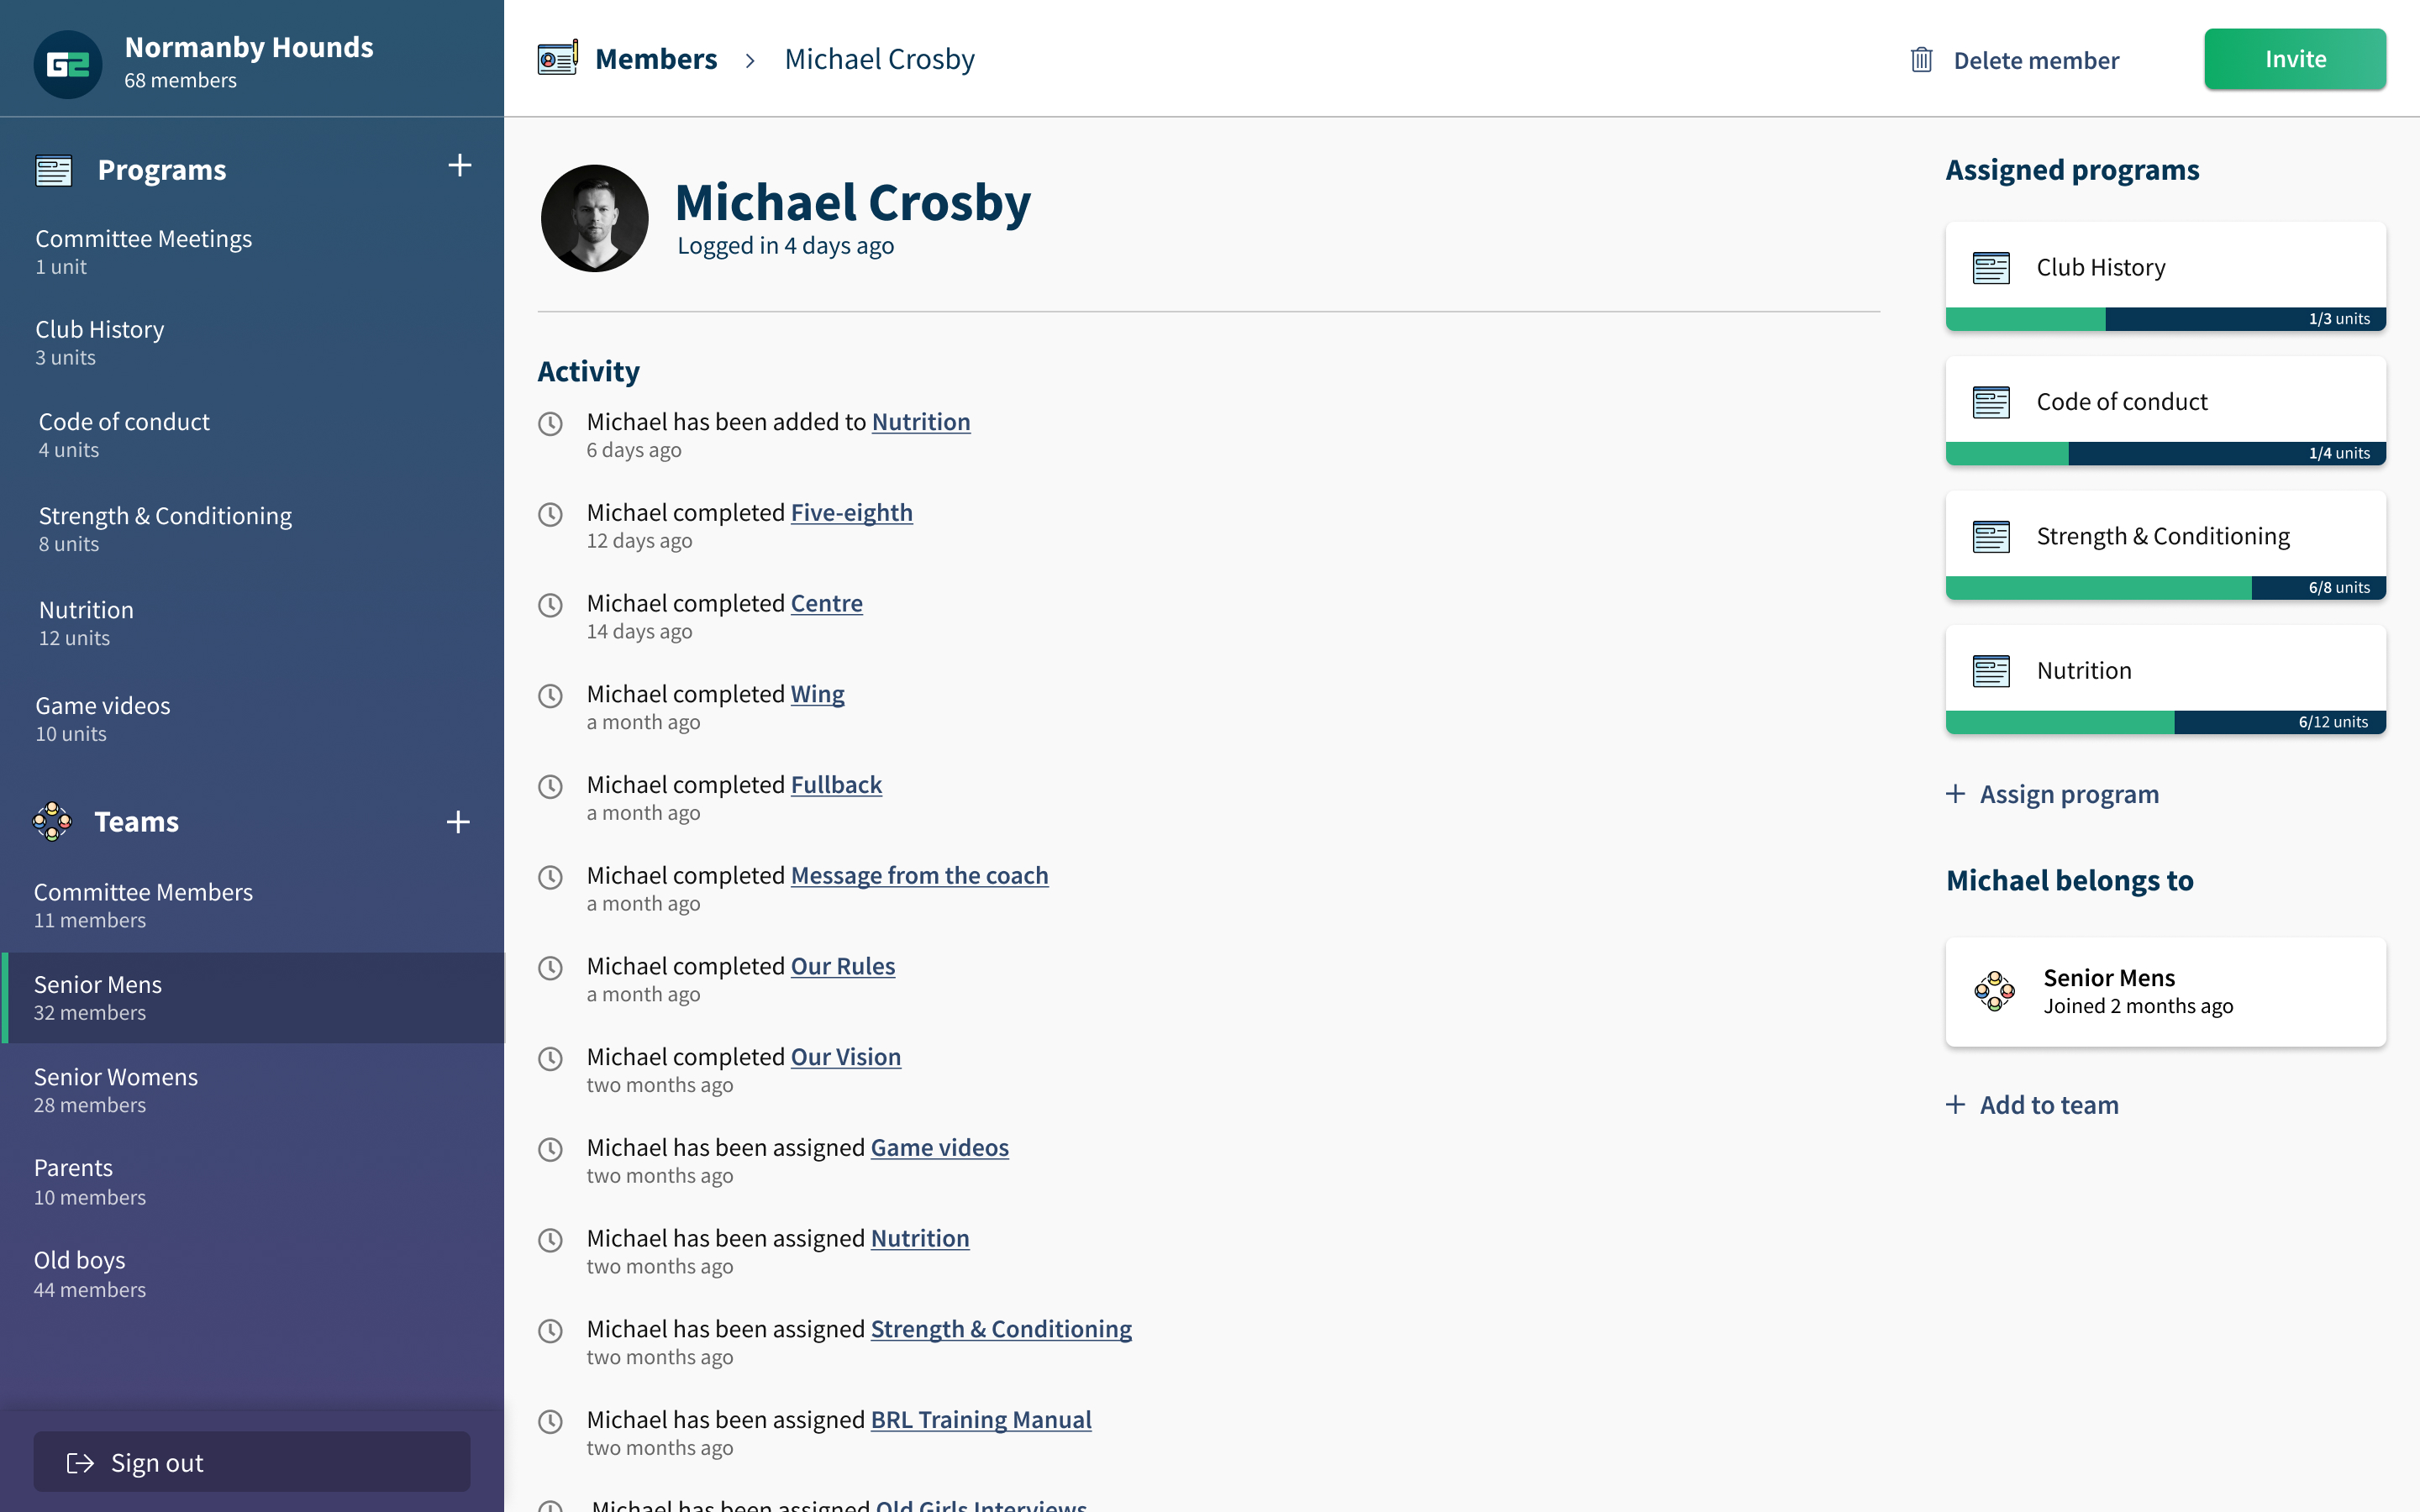 G2
Normanby Hounds
68 members
Programs
Committee Meetings
1 unit
Club History
3 units
Code of conduct
4 units
Strength & Conditioning
8 units
Nutrition
12 units
Game videos
10 units
Teams
Committee Members
11 members
Senior Mens
32 members
Senior Womens
28 members
Parents
10 members
Old boys
44 members
Sign out
Members > Michael Crosby
Delete member
Invite
Michael Crosby
Logged in 4 days ago
Activity
Michael has been added to Nutrition
6 days ago
Michael completed Five-eighth
12 days ago
Michael completed Centre
14 days ago
Michael completed Wing
a month ago
Michael completed Fullback
a month ago
Michael completed Message from the coach
a month ago
Michael completed Our Rules
a month ago
Michael completed Our Vision
two months ago
Michael has been assigned Game videos
two months ago
Michael has been assigned Nutrition
two months ago
Michael has been assigned Strength & Conditioning
two months ago
Michael has been assigned BRL Training Manual
two months ago
Michael has been assigned Old Girls Interviews
Assigned programs
Club History
1/3 units
Code of conduct
1/4 units
Strength & Conditioning
6/8 units
Nutrition
6/12 units
Assign program
Michael belongs to
Senior Mens
Joined 2 months ago
Add to team